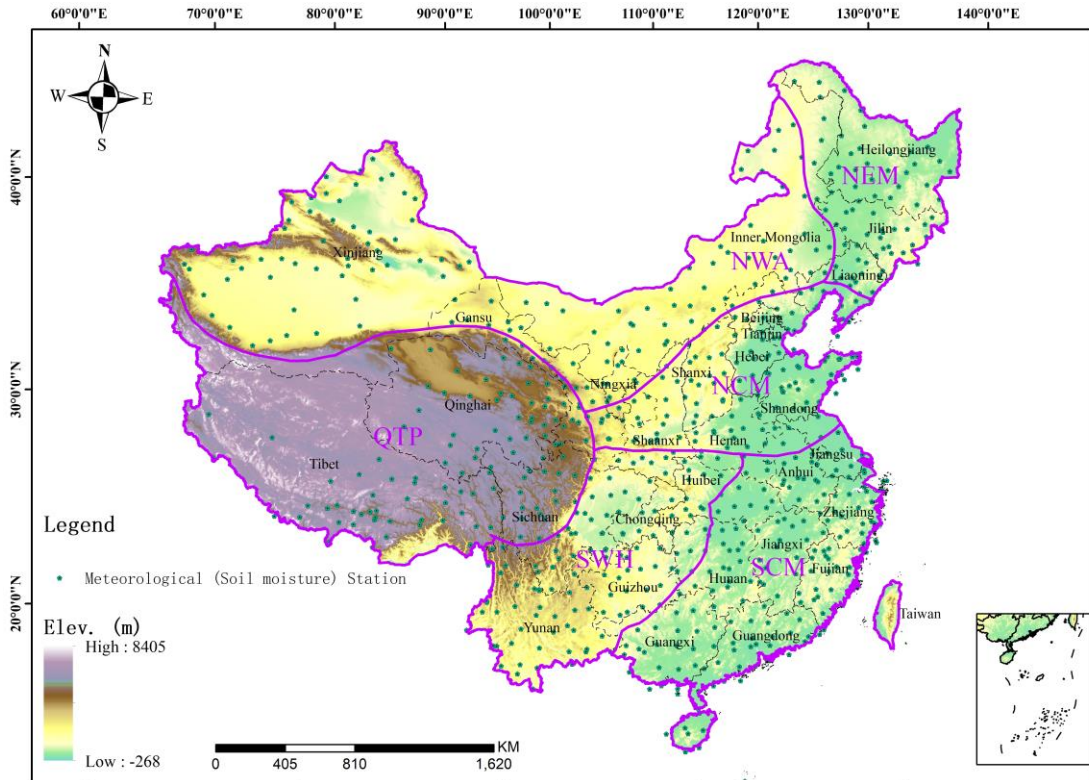 60°0'0"E 70°0'0"E 80°0'0"E 90°0'0"E 100°0'0"E 110°0'0"E 120°0'0"E 130°0'0"E 140°0'0"E
N
W E
S
40°0'0"N
30°0'0"N
20°0'0"N
Heilongjiang
NEM
Jilin
Inner Mongolia
NWA
Liaoning
Xinjiang
Gansu
Beijing
Tianjin
Hebei
Ningxia
Shanxi
NCM
Qinghai
Shandong
QTP
Shaanxi
Henan
Jiangsu
Tibet
Anhui
Huibei
Sichuan
Chongqing
Zhejiang
SWH
Jiangxi
SCM
Hunan
Fujian
Guizhou
Taiwan
Yunan
Guangxi
Guangdong
Legend
Meteorological (Soil moisture) Station
Elev. (m)
High : 8405
Low : -268
KM
0 405 810 1,620